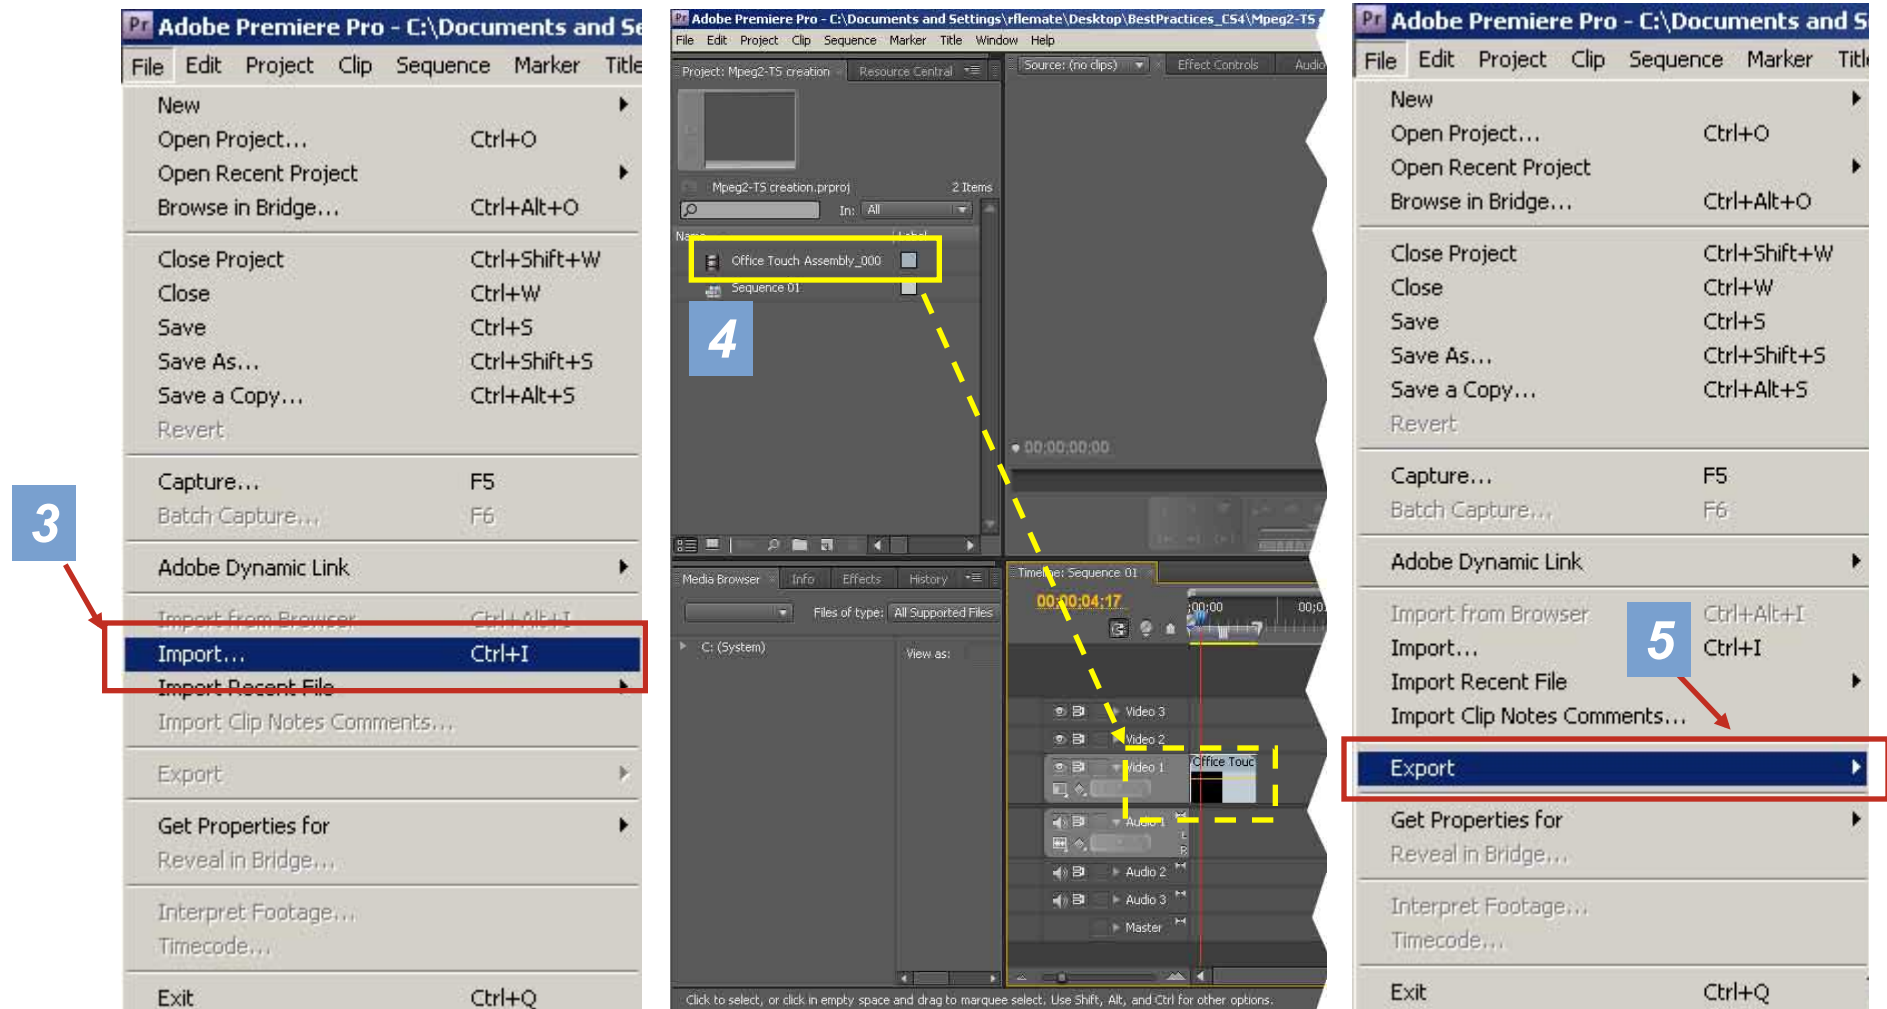 3
Adobe Premiere Pro - C:\Documents and Se
File Edit Project Clip Sequence Marker Title
New
Open Project... Ctrl+O
Open Recent Project
Browse in Bridge... Ctrl+Alt+O
Close Project Ctrl+Shift+W
Close Ctrl+W
Save Ctrl+S
Save As... Ctrl+Shift+S
Save a Copy... Ctrl+Alt+S
Revert
Capture... F5
Batch Capture... F6
Adobe Dynamic Link
Import from Browser Ctrl+Alt+I
Import... Ctrl+I
Import Recent File
Import Clip Notes Comments...
Export
Get Properties for
Reveal in Bridge...
Interpret Footage...
Timecode...
Exit Ctrl+Q
Pr Adobe Premiere Pro - C:\Documents and Settings\rflemate\Desktop\BestPractices_CS4\Mpeg2-TS
File Edit Project Clip Sequence Marker Title Window Help
Project: Mpeg2-TS creation Resource Central
Mpeg2-TS creation.prproj 2 Items
In: All
Name Label
Office Touch Assembly_000
Sequence 01
4
Source: (no clips) Effect Controls Audio
00;00;00;00
Media Browser Info Effects History
Files of type: All Supported Files
C: (System) View as:
Timeline: Sequence 01
00;00;04;17 ;00;00 00;0
Video 3
Video 2
Video 1 Office Touc
Audio 1
L
R
Audio 2
Audio 3
Master
Click to select, or click in empty space and drag to marquee select. Use Shift, Alt, and Ctrl for other options.
Pr Adobe Premiere Pro - C:\Documents and S
File Edit Project Clip Sequence Marker Titl
New
Open Project... Ctrl+O
Open Recent Project
Browse in Bridge... Ctrl+Alt+O
Close Project Ctrl+Shift+W
Close Ctrl+W
Save Ctrl+S
Save As... Ctrl+Shift+S
Save a Copy... Ctrl+Alt+S
Revert
Capture... F5
Batch Capture... F6
Adobe Dynamic Link
Import from Browser Ctrl+Alt+I
Import... Ctrl+I
5
Import Recent File
Import Clip Notes Comments...
Export
Get Properties for
Reveal in Bridge...
Interpret Footage...
Timecode...
Exit Ctrl+Q